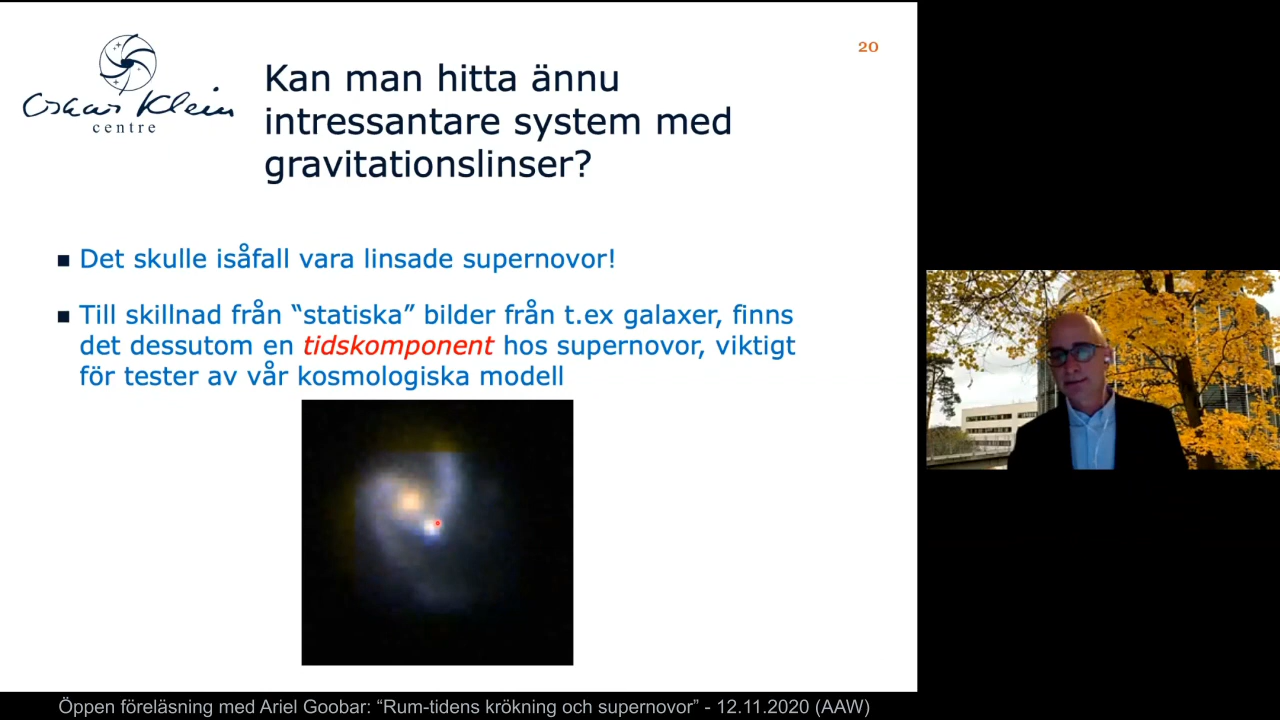 20
Oskar Klein
centre
Kan man hitta ännu
intressantare system med
gravitationslinser?
Det skulle isåfall vara linsade supernovor!
Till skillnad från “statiska” bilder från t.ex galaxer, finns
det dessutom en tidskomponent hos supernovor, viktigt
för tester av vår kosmologiska modell
Öppen föreläsning med Ariel Goobar: “Rum-tidens krökning och supernovor” - 12.11.2020 (AAW)